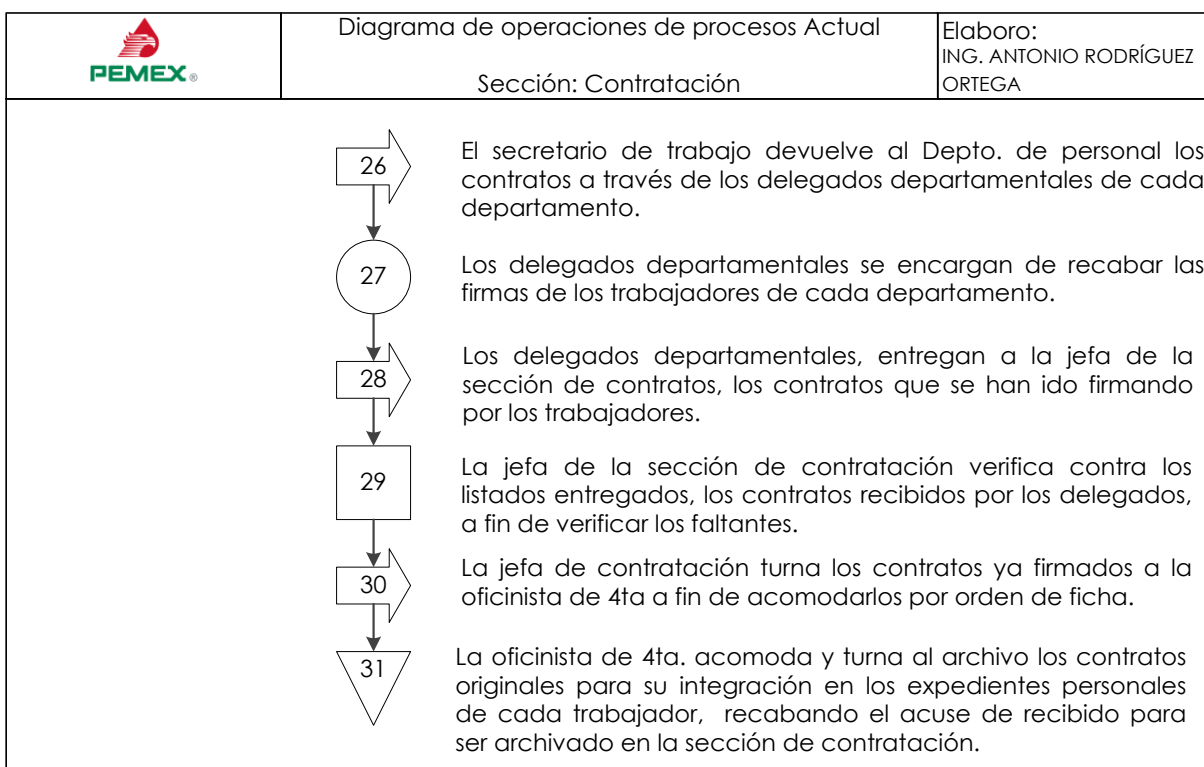 PEMEX®
Diagrama de operaciones de procesos Actual
Sección: Contratación
Elaboro:
ING. ANTONIO RODRÍGUEZ
ORTEGA
26
El secretario de trabajo devuelve al Depto. de personal los
contratos a través de los delegados departamentales de cada
departamento.
27
Los delegados departamentales se encargan de recabar las
firmas de los trabajadores de cada departamento.
28
Los delegados departamentales, entregan a la jefa de la
sección de contratos, los contratos que se han ido firmando
por los trabajadores.
29
La jefa de la sección de contratación verifica contra los
listados entregados, los contratos recibidos por los delegados,
a fin de verificar los faltantes.
30
La jefa de contratación turna los contratos ya firmados a la
oficinista de 4ta a fin de acomodarlos por orden de ficha.
31
La oficinista de 4ta. acomoda y turna al archivo los contratos
originales para su integración en los expedientes personales
de cada trabajador, recabando el acuse de recibido para
ser archivado en la sección de contratación.